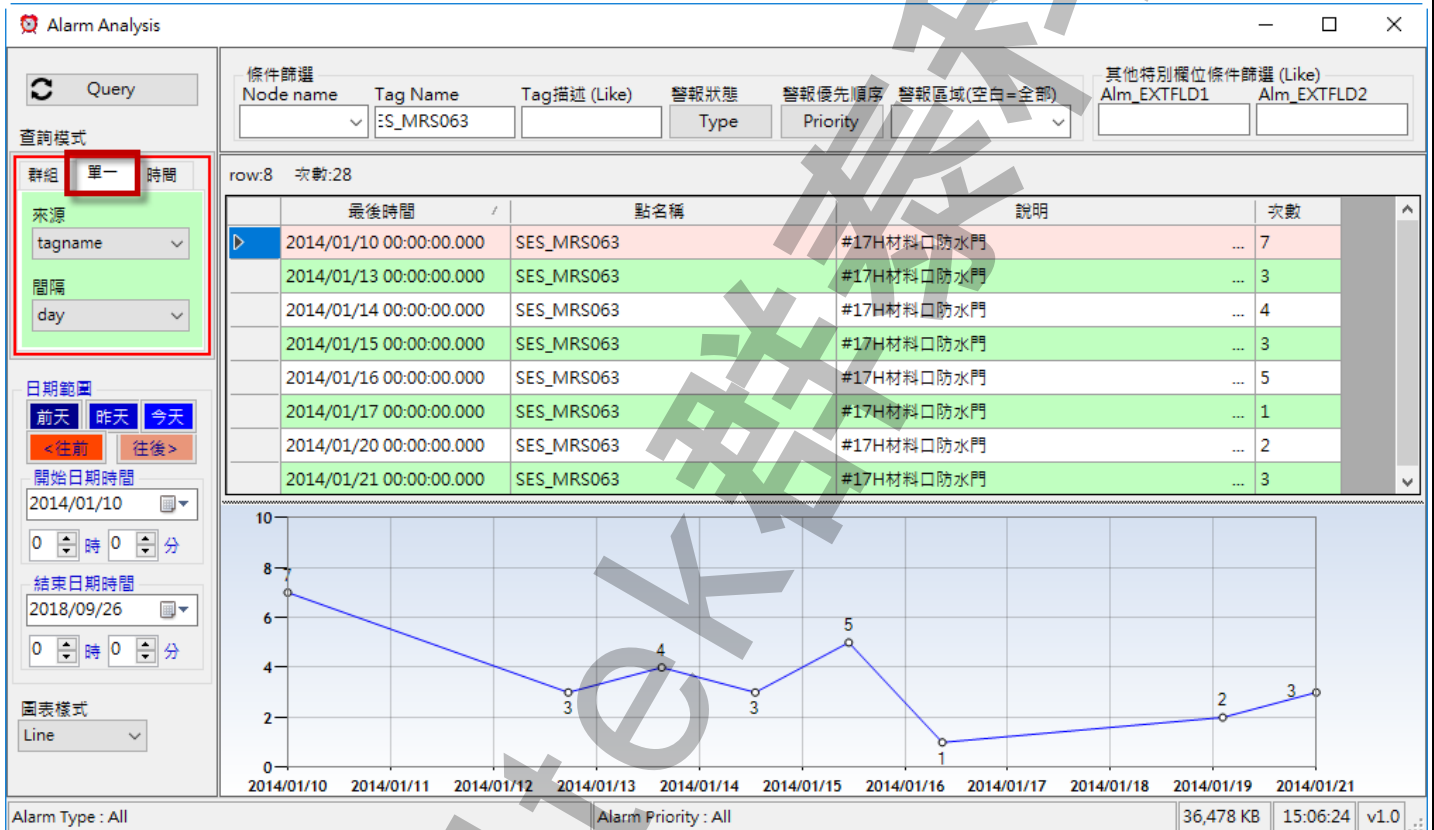 Alarm Analysis
Query
查詢模式
群組 單一 時間
來源
tagname
間隔
day
日期範圍
前天 昨天 今天
<往前 往後>
開始日期時間
2014/01/10
0 時 0 分
結束日期時間
2018/09/26
0 時 0 分
圖表樣式
Line
條件篩選
Node name Tag Name Tag描述 (Like) 警報狀態 警報優先順序 警報區域(空白=全部)
ES_MRS063 Type Priority
其他特別欄位條件篩選 (Like)
Alm_EXTFLD1 Alm_EXTFLD2
row:8 次數:28
最後時間 點名稱 說明 次數
2014/01/10 00:00:00.000 SES_MRS063 #17H材料口防水門 ... 7
2014/01/13 00:00:00.000 SES_MRS063 #17H材料口防水門 ... 3
2014/01/14 00:00:00.000 SES_MRS063 #17H材料口防水門 ... 4
2014/01/15 00:00:00.000 SES_MRS063 #17H材料口防水門 ... 3
2014/01/16 00:00:00.000 SES_MRS063 #17H材料口防水門 ... 5
2014/01/17 00:00:00.000 SES_MRS063 #17H材料口防水門 ... 1
2014/01/20 00:00:00.000 SES_MRS063 #17H材料口防水門 ... 2
2014/01/21 00:00:00.000 SES_MRS063 #17H材料口防水門 ... 3
10
8
6
4
2
0
7
3
4
3
5
1
2
3
2014/01/10 2014/01/11 2014/01/12 2014/01/13 2014/01/14 2014/01/15 2014/01/16 2014/01/17 2014/01/18 2014/01/19 2014/01/21
Alarm Type : All Alarm Priority : All 36,478 KB 15:06:24 v1.0
tek群泰